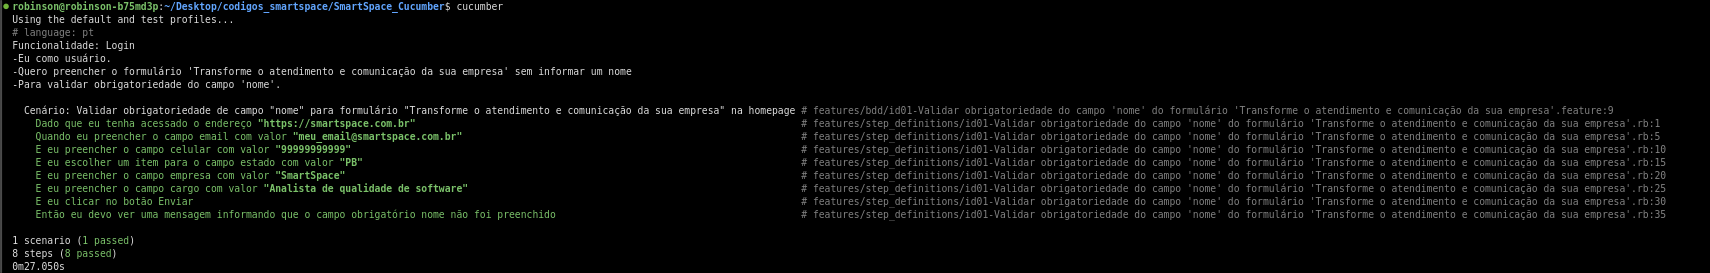 robinson@robinson-b75md3p:~/Desktop/codigos_smartspace/SmartSpace_Cucumber$ cucumber
Using the default and test profiles...
# language: pt
Funcionalidade: Login
-Eu como usuário.
-Quero preencher o formulário 'Transforme o atendimento e comunicação da sua empresa' sem informar um nome
-Para validar obrigatoriedade do campo 'nome'.
Cenário: Validar obrigatoriedade de campo "nome" para formulário "Transforme o atendimento e comunicação da sua empresa" na homepage # features/bdd/id01-Validar obrigatoriedade do campo 'nome' do formulário 'Transforme o atendimento e comunicação da sua empresa'.feature:9
Dado que eu tenha acessado o endereço "https://smartspace.com.br" # features/step_definitions/id01-Validar obrigatoriedade do campo 'nome' do formulário 'Transforme o atendimento e comunicação da sua empresa'.rb:1
Quando eu preencher o campo email com valor "meu_email@smartspace.com.br" # features/step_definitions/id01-Validar obrigatoriedade do campo 'nome' do formulário 'Transforme o atendimento e comunicação da sua empresa'.rb:5
E eu preencher o campo celular com valor "99999999999" # features/step_definitions/id01-Validar obrigatoriedade do campo 'nome' do formulário 'Transforme o atendimento e comunicação da sua empresa'.rb:10
E eu escolher um item para o campo estado com valor "PB" # features/step_definitions/id01-Validar obrigatoriedade do campo 'nome' do formulário 'Transforme o atendimento e comunicação da sua empresa'.rb:15
E eu preencher o campo empresa com valor "SmartSpace" # features/step_definitions/id01-Validar obrigatoriedade do campo 'nome' do formulário 'Transforme o atendimento e comunicação da sua empresa'.rb:20
E eu preencher o campo cargo com valor "Analista de qualidade de software" # features/step_definitions/id01-Validar obrigatoriedade do campo 'nome' do formulário 'Transforme o atendimento e comunicação da sua empresa'.rb:25
E eu clicar no botão Enviar # features/step_definitions/id01-Validar obrigatoriedade do campo 'nome' do formulário 'Transforme o atendimento e comunicação da sua empresa'.rb:30
Então eu devo ver uma mensagem informando que o campo obrigatório nome não foi preenchido # features/step_definitions/id01-Validar obrigatoriedade do campo 'nome' do formulário 'Transforme o atendimento e comunicação da sua empresa'.rb:35
1 scenario (1 passed)
8 steps (8 passed)
0m27.050s